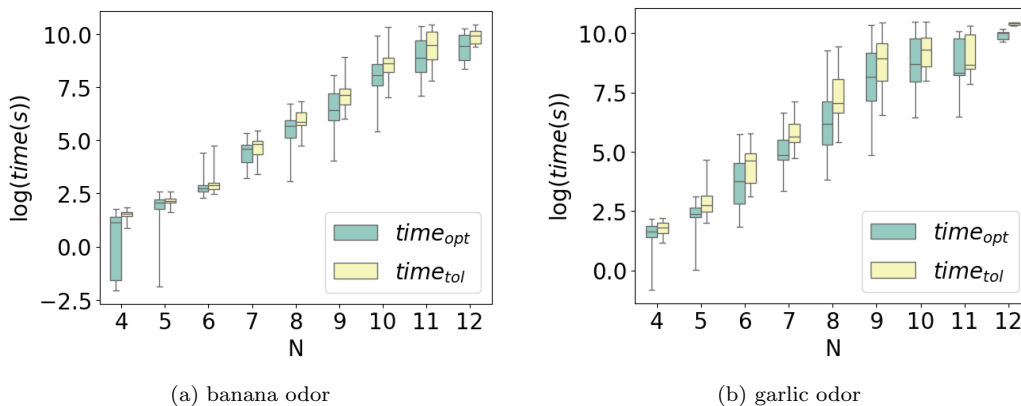 10.0
7.5
5.0
2.5
0.0
−2.5
log(time(s))
4 5 6 7 8 9 10 11 12
N
time_opt
time_tol
(a) banana odor
10.0
7.5
5.0
2.5
0.0
log(time(s))
4 5 6 7 8 9 10 11 12
N
time_opt
time_tol
(b) garlic odor